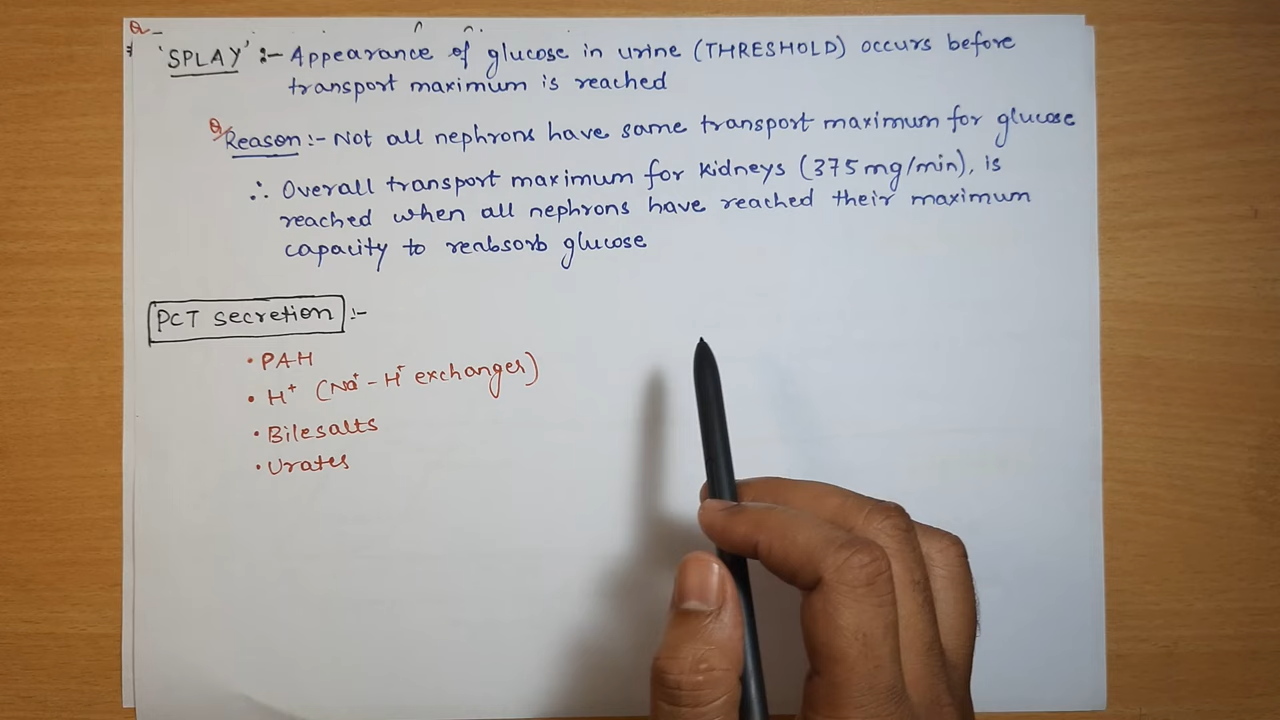 Q-
* 'SPLAY' :- Appearance of glucose in urine (THRESHOLD) occurs before
transport maximum is reached
Q/ Reason :- Not all nephrons have same transport maximum for glucose
∴ Overall transport maximum for kidneys (375 mg/min), is
reached when all nephrons have reached their maximum
capacity to reabsorb glucose
PCT secretion :-
• PAH
• H⁺ (Na⁺ - H⁺ exchanger)
• Bilesalts
• Urates